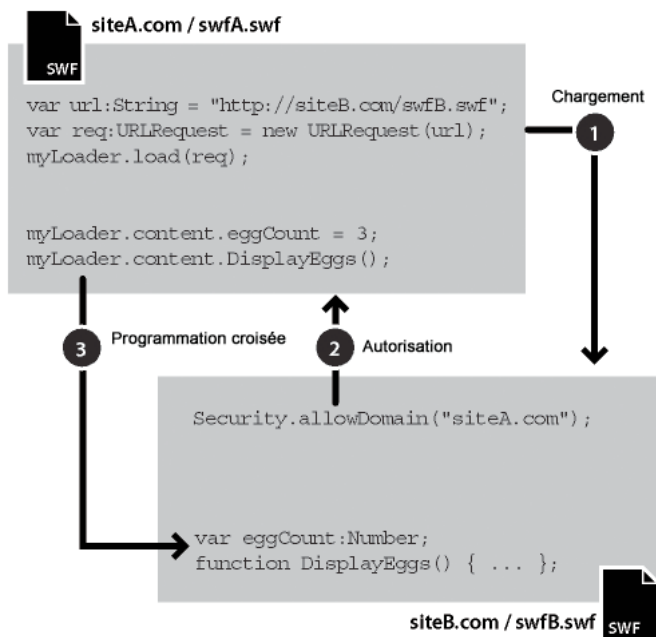 siteA.com / swfA.swf
SWF
var url:String = "http://siteB.com/swfB.swf";
var req:URLRequest = new URLRequest(url);
myLoader.load(req);
Chargement
1
myLoader.content.eggCount = 3;
myLoader.content.DisplayEggs();
3
Programmation croisée
2
Autorisation
Security.allowDomain("siteA.com");
var eggCount:Number;
function DisplayEggs() { ... };
siteB.com / swfB.swf
SWF